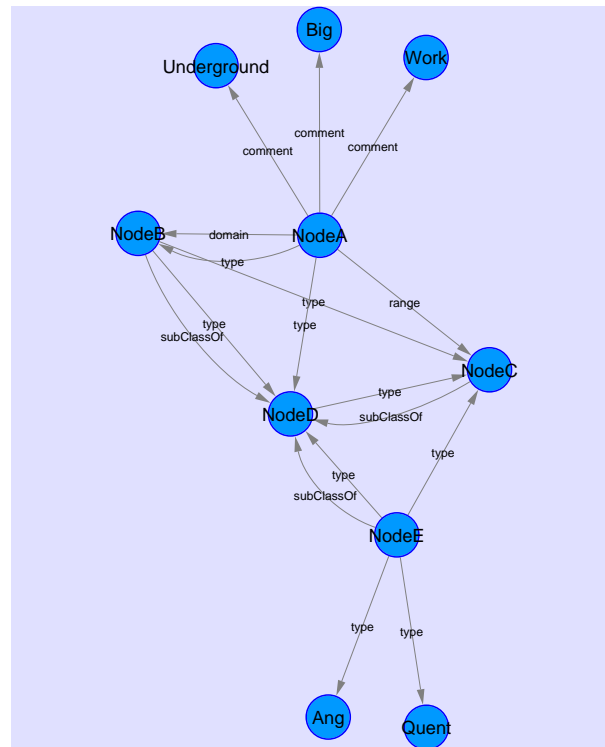 Big
Work
Underground
comment
comment
comment
NodeB
domain
NodeA
type
type
range
type
type
subClassOf
NodeC
type
NodeD
subClassOf
type
type
subClassOf
NodeE
type
type
Ang
Quent